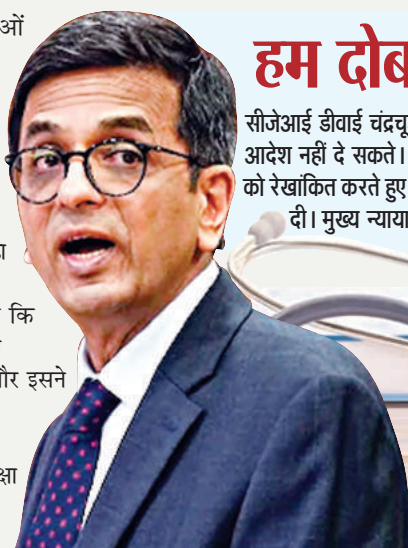 ओं
हम दोब
सीजेआई डीवाई चंद्रचू
आदेश नहीं दे सकते।
को रेखांकित करते हुए
दी। मुख्य न्याया
कि
और इसने
क्षा